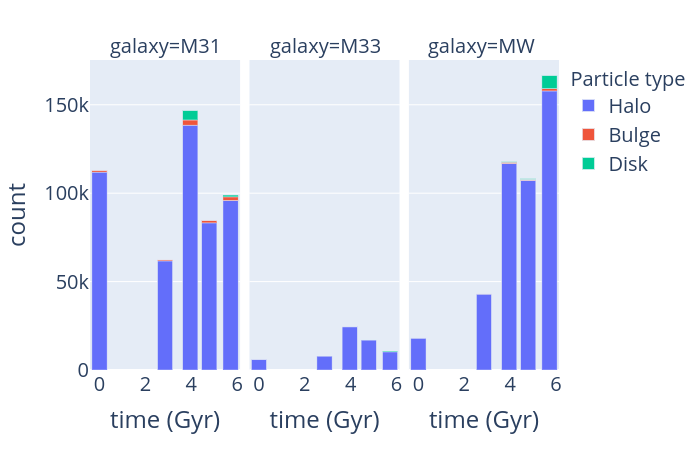 galaxy=M31 galaxy=M33 galaxy=MW
Particle type
Halo
Bulge
Disk
150k
100k
50k
0
count
0 2 4 6 0 2 4 6 0 2 4 6
time (Gyr) time (Gyr) time (Gyr)